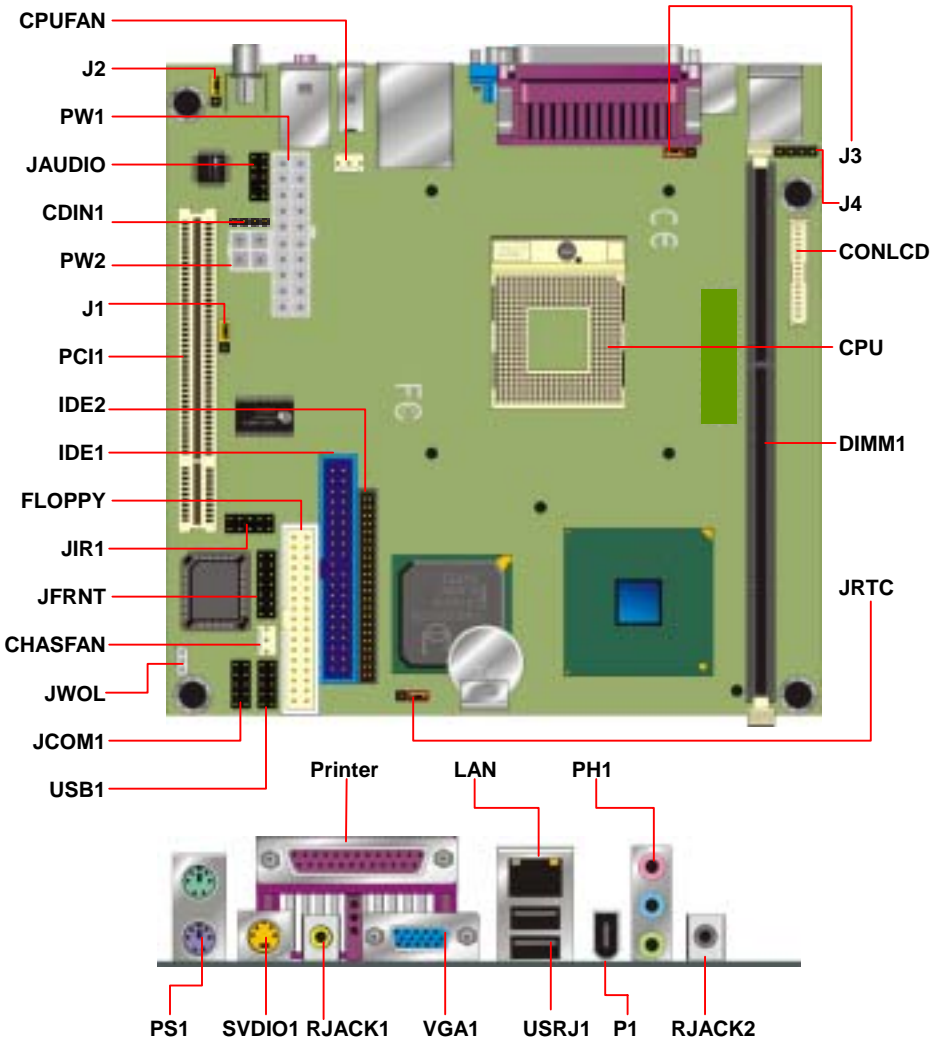 CPUFAN
J2
PW1
JAUDIO
CDIN1
PW2
J1
PCI1
IDE2
IDE1
FLOPPY
JIR1
JFRNT
CHASFAN
JWOL
JCOM1
USB1
J3
J4
CONLCD
CPU
DIMM1
JRTC
CE
FC
Printer LAN PH1
PS1 SVDIO1 RJACK1 VGA1 USRJ1 P1 RJACK2